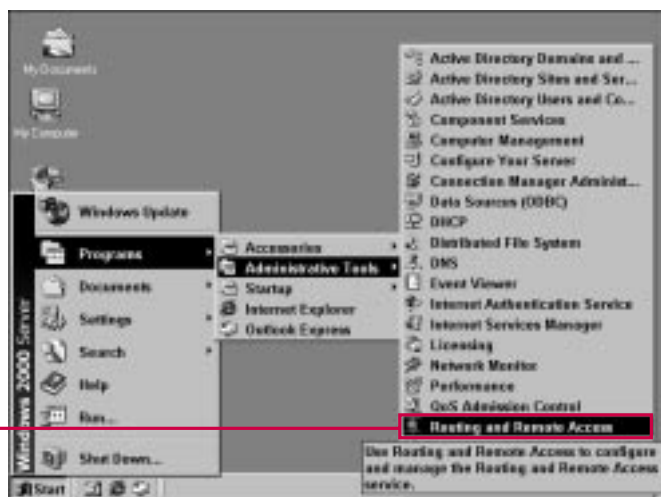 My Documents
My Computer
Windows Update
Programs
Documents
Settings
Search
Help
Run...
Shut Down...
Windows 2000 Server
Start
Accessories
Administrative Tools
Startup
Internet Explorer
Outlook Express
Active Directory Domains and ...
Active Directory Sites and Ser...
Active Directory Users and Co...
Component Services
Computer Management
Configure Your Server
Connection Manager Administ...
Data Sources (ODBC)
DHCP
Distributed File System
DNS
Event Viewer
Internet Authentication Service
Internet Services Manager
Licensing
Network Monitor
Performance
QoS Admission Control
Routing and Remote Access
Use Routing and Remote Access to configure
and manage the Routing and Remote Access
service.